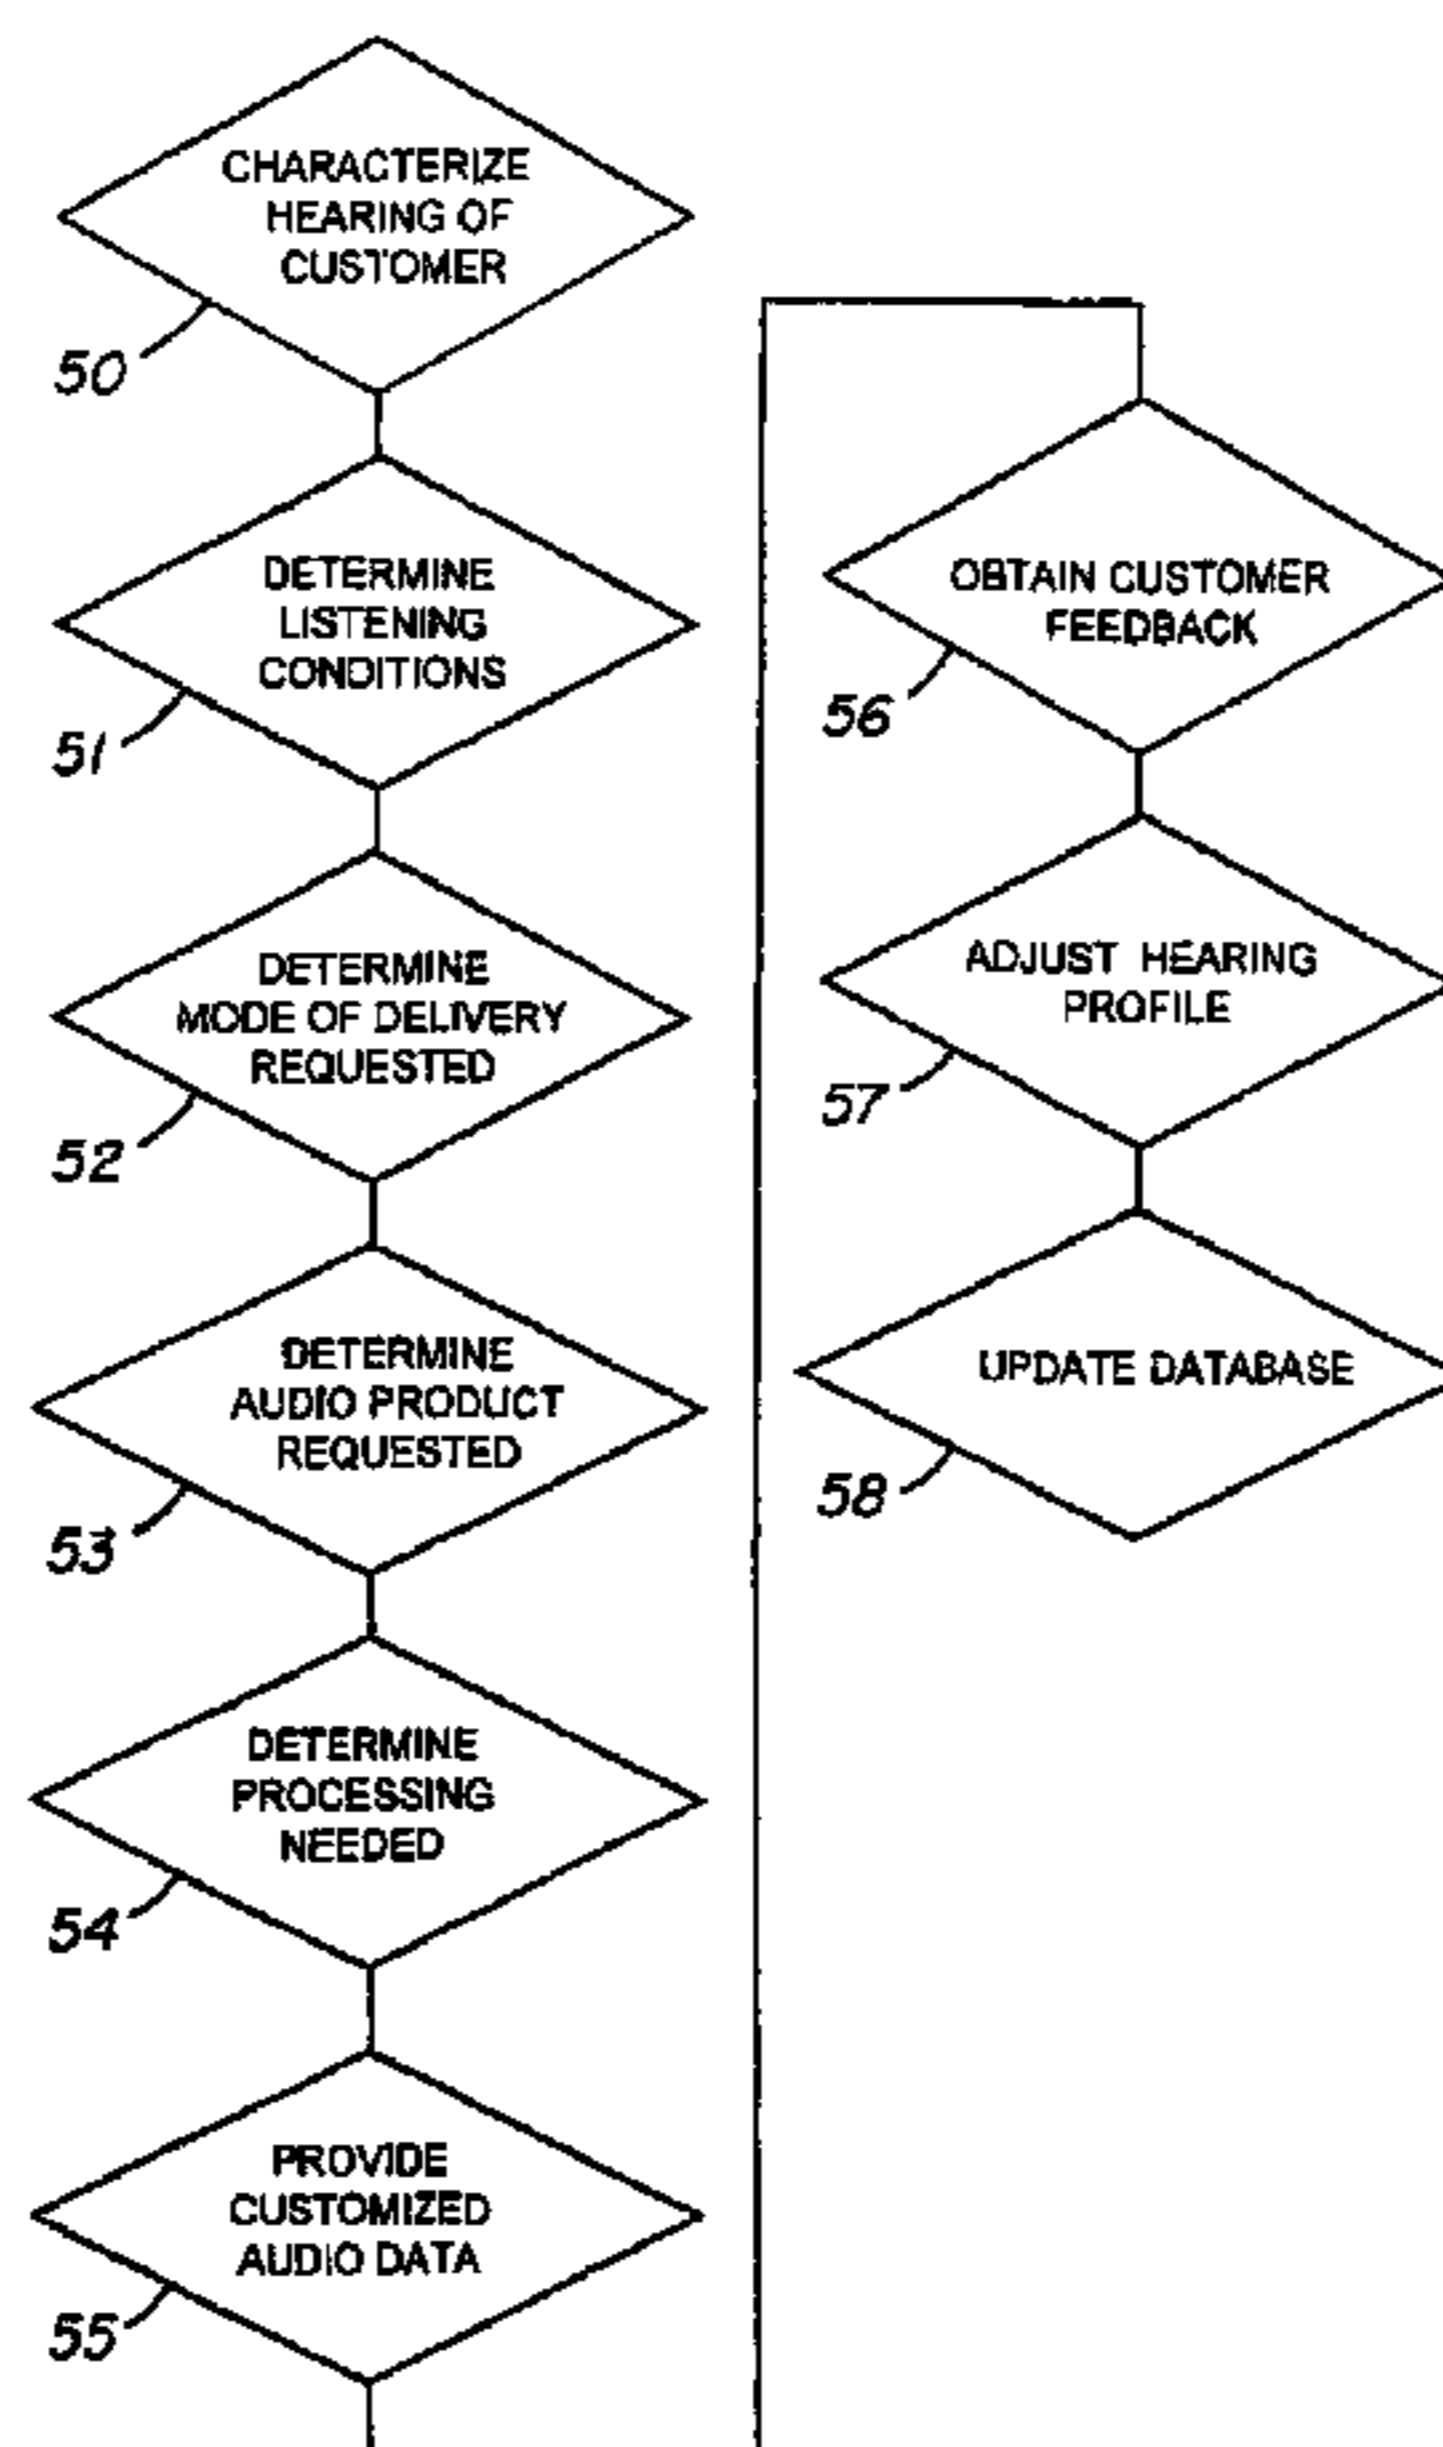 CHARACTERIZE
HEARING OF
CUSTOMER
50
DETERMINE
LISTENING
CONDITIONS
51
DETERMINE
MODE OF DELIVERY
REQUESTED
52
DETERMINE
AUDIO PRODUCT
REQUESTED
53
DETERMINE
PROCESSING
NEEDED
54
PROVIDE
CUSTOMIZED
AUDIO DATA
55
OBTAIN CUSTOMER
FEEDBACK
56
ADJUST HEARING
PROFILE
57
UPDATE DATABASE
58